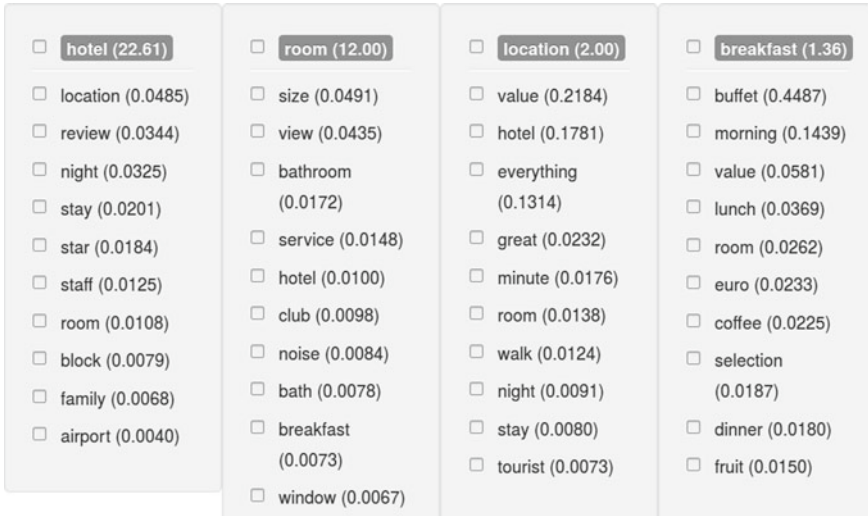 hotel (22.61)
location (0.0485)
review (0.0344)
night (0.0325)
stay (0.0201)
star (0.0184)
staff (0.0125)
room (0.0108)
block (0.0079)
family (0.0068)
airport (0.0040)
room (12.00)
size (0.0491)
view (0.0435)
bathroom
(0.0172)
service (0.0148)
hotel (0.0100)
club (0.0098)
noise (0.0084)
bath (0.0078)
breakfast
(0.0073)
window (0.0067)
location (2.00)
value (0.2184)
hotel (0.1781)
everything
(0.1314)
great (0.0232)
minute (0.0176)
room (0.0138)
walk (0.0124)
night (0.0091)
stay (0.0080)
tourist (0.0073)
breakfast (1.36)
buffet (0.4487)
morning (0.1439)
value (0.0581)
lunch (0.0369)
room (0.0262)
euro (0.0233)
coffee (0.0225)
selection
(0.0187)
dinner (0.0180)
fruit (0.0150)